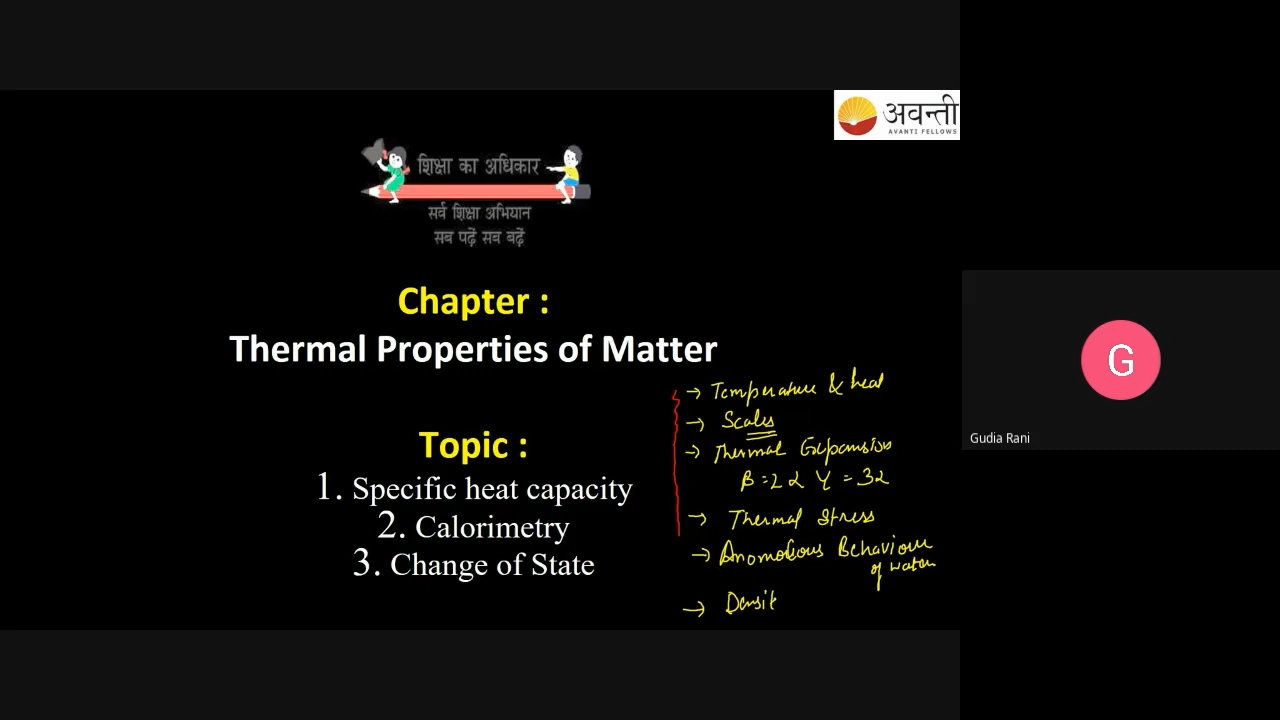 अवन्ती
AVANTI FELLOWS
शिक्षा का अधिकार
सर्व शिक्षा अभियान
सब पढ़ें सब बढ़ें
Chapter :
Thermal Properties of Matter
Topic :
1. Specific heat capacity
2. Calorimetry
3. Change of State
→ Temperature & heat
→ Scales
→ Thermal Expansion
β = 2α γ = 3α
→ Thermal Stress
→ Anomolous Behaviour
of water
→ Densit
G
Gudia Rani